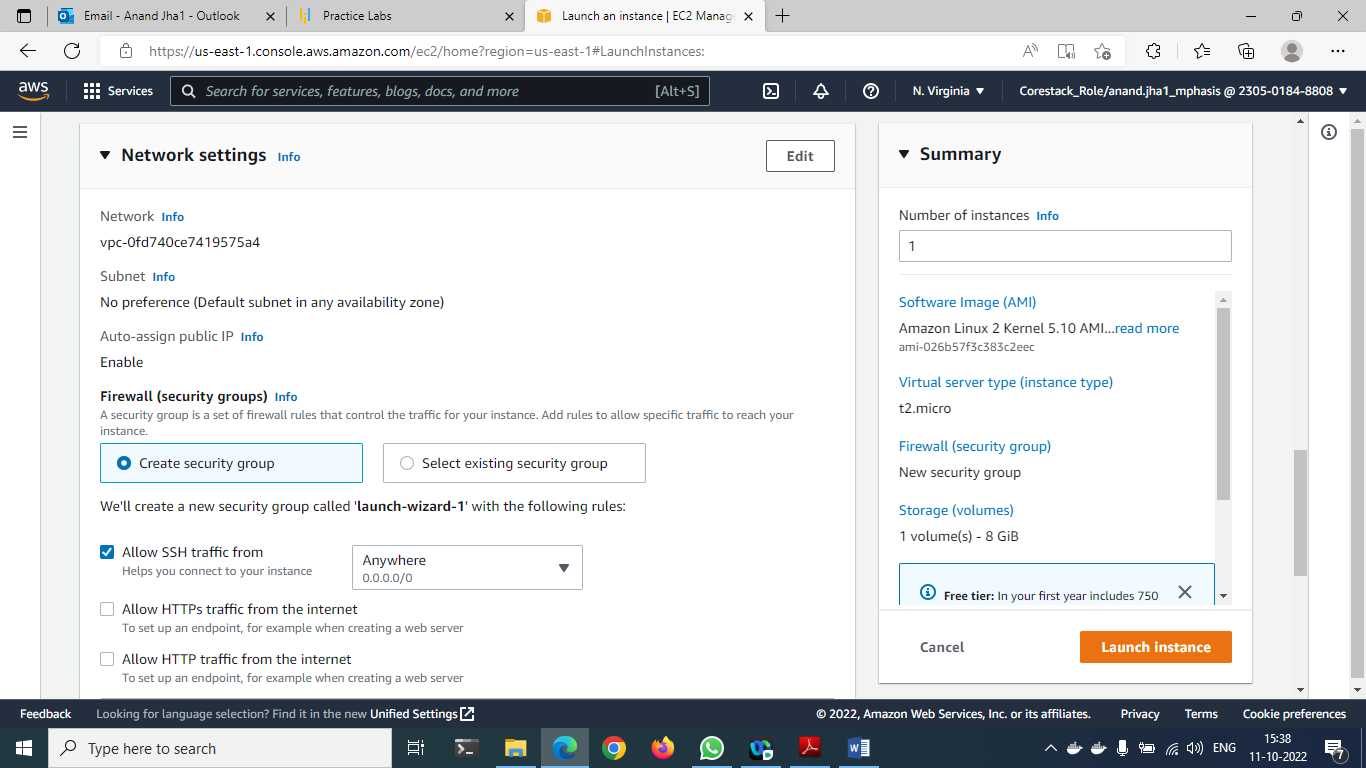 Email - Anand Jha1 - Outlook
Practice Labs
Launch an instance | EC2 Manag
https://us-east-1.console.aws.amazon.com/ec2/home?region=us-east-1#LaunchInstances:
aws
Services
Search for services, features, blogs, docs, and more
[Alt+S]
N. Virginia
Corestack_Role/anand.jha1_mphasis @ 2305-0184-8808
Network settings Info
Edit
Network Info
vpc-0fd740ce7419575a4
Subnet Info
No preference (Default subnet in any availability zone)
Auto-assign public IP Info
Enable
Firewall (security groups) Info
A security group is a set of firewall rules that control the traffic for your instance. Add rules to allow specific traffic to reach your
instance.
Create security group
Select existing security group
We'll create a new security group called 'launch-wizard-1' with the following rules:
Allow SSH traffic from
Helps you connect to your instance
Anywhere
0.0.0.0/0
Allow HTTPs traffic from the internet
To set up an endpoint, for example when creating a web server
Allow HTTP traffic from the internet
To set up an endpoint, for example when creating a web server
Summary
Number of instances Info
1
Software Image (AMI)
Amazon Linux 2 Kernel 5.10 AMI...read more
ami-026b57f3c383c2eec
Virtual server type (instance type)
t2.micro
Firewall (security group)
New security group
Storage (volumes)
1 volume(s) - 8 GiB
Free tier: In your first year includes 750
Cancel
Launch instance
Feedback
Looking for language selection? Find it in the new Unified Settings
© 2022, Amazon Web Services, Inc. or its affiliates.
Privacy
Terms
Cookie preferences
Type here to search
ENG
15:38
11-10-2022
7